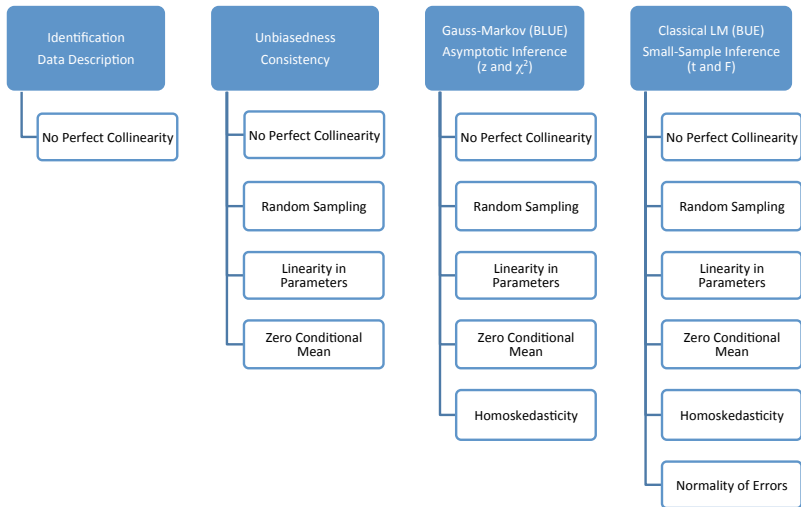 Identification
Data Description
No Perfect Collinearity
Unbiasedness
Consistency
No Perfect Collinearity
Random Sampling
Linearity in
Parameters
Zero Conditional
Mean
Gauss-Markov (BLUE)
Asymptotic Inference
(z and χ²)
No Perfect Collinearity
Random Sampling
Linearity in
Parameters
Zero Conditional
Mean
Homoskedasticity
Classical LM (BUE)
Small-Sample Inference
(t and F)
No Perfect Collinearity
Random Sampling
Linearity in
Parameters
Zero Conditional
Mean
Homoskedasticity
Normality of Errors